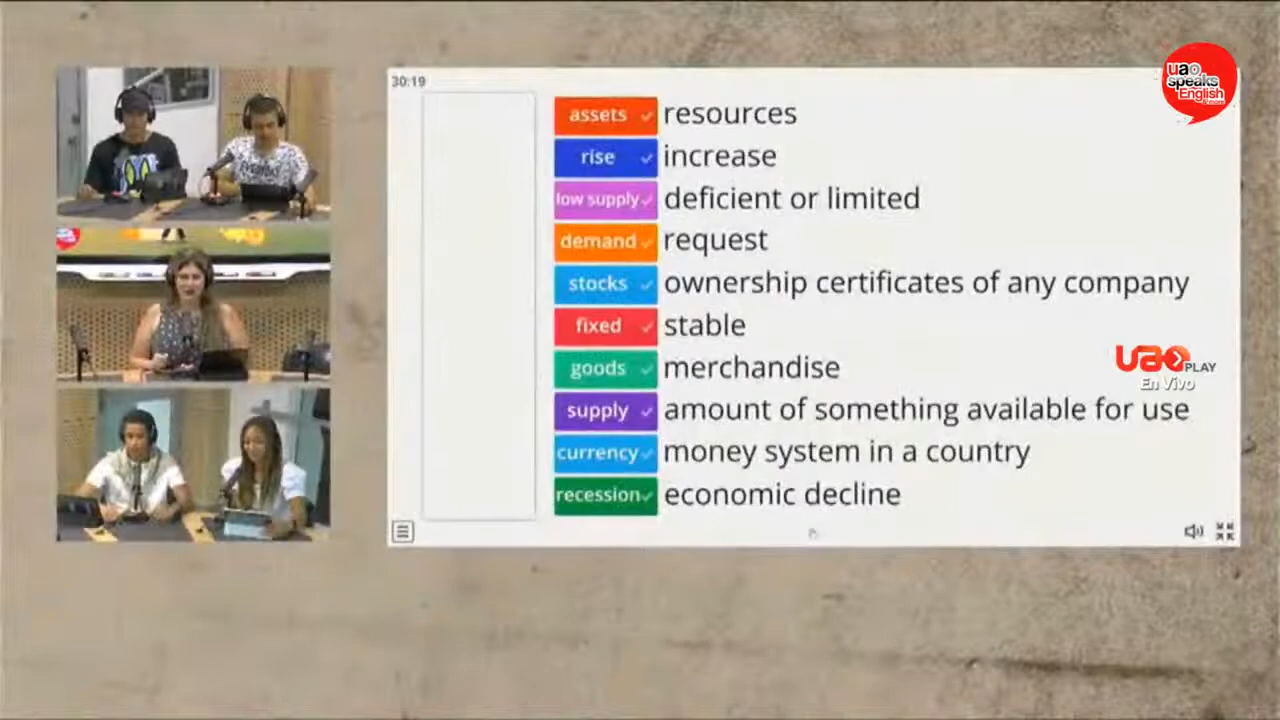 30:19
assets resources
rise increase
low supply deficient or limited
demand request
stocks ownership certificates of any company
fixed stable
goods merchandise
supply amount of something available for use
currency money system in a country
recession economic decline
uao
speaks
English
uao PLAY
En Vivo